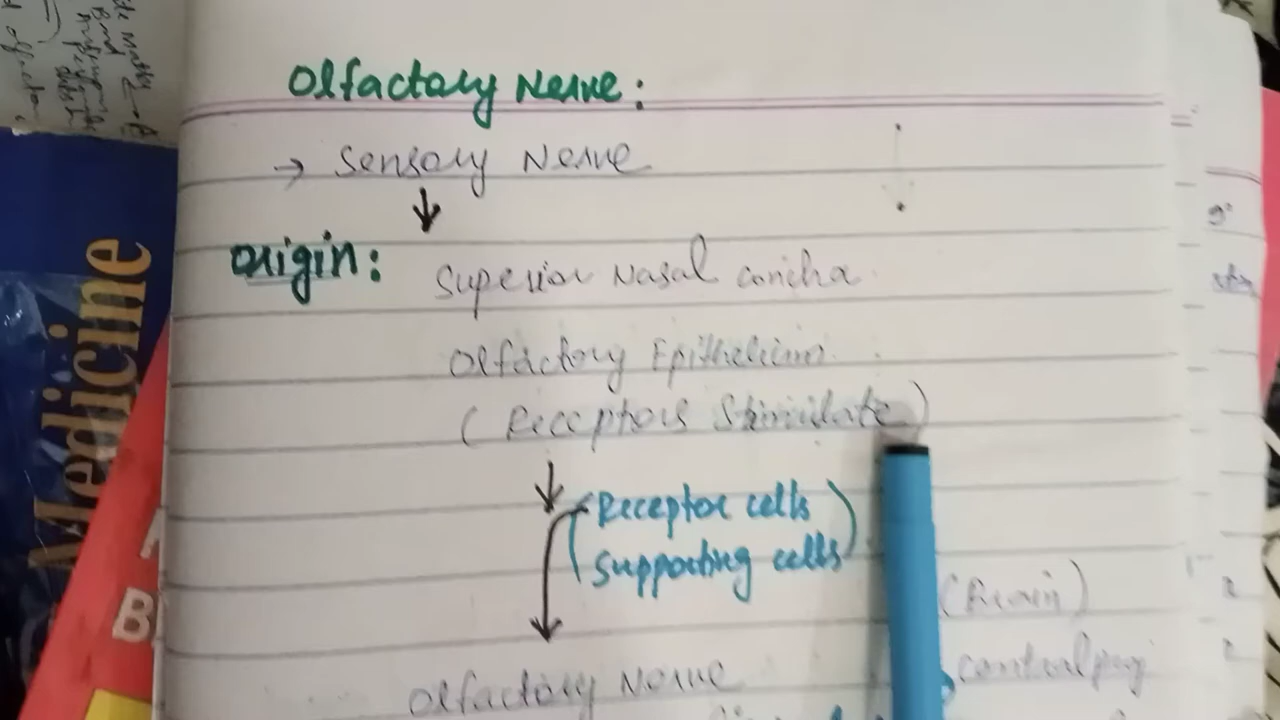 Olfactory Nerve:
→ Sensory Nerve
Origin:
Superior Nasal concha
Olfactory Epithelium
( Receptors Stimulate )
Receptor cells
Supporting cells
(Brain)
Olfactory Nerve
Medicine
B